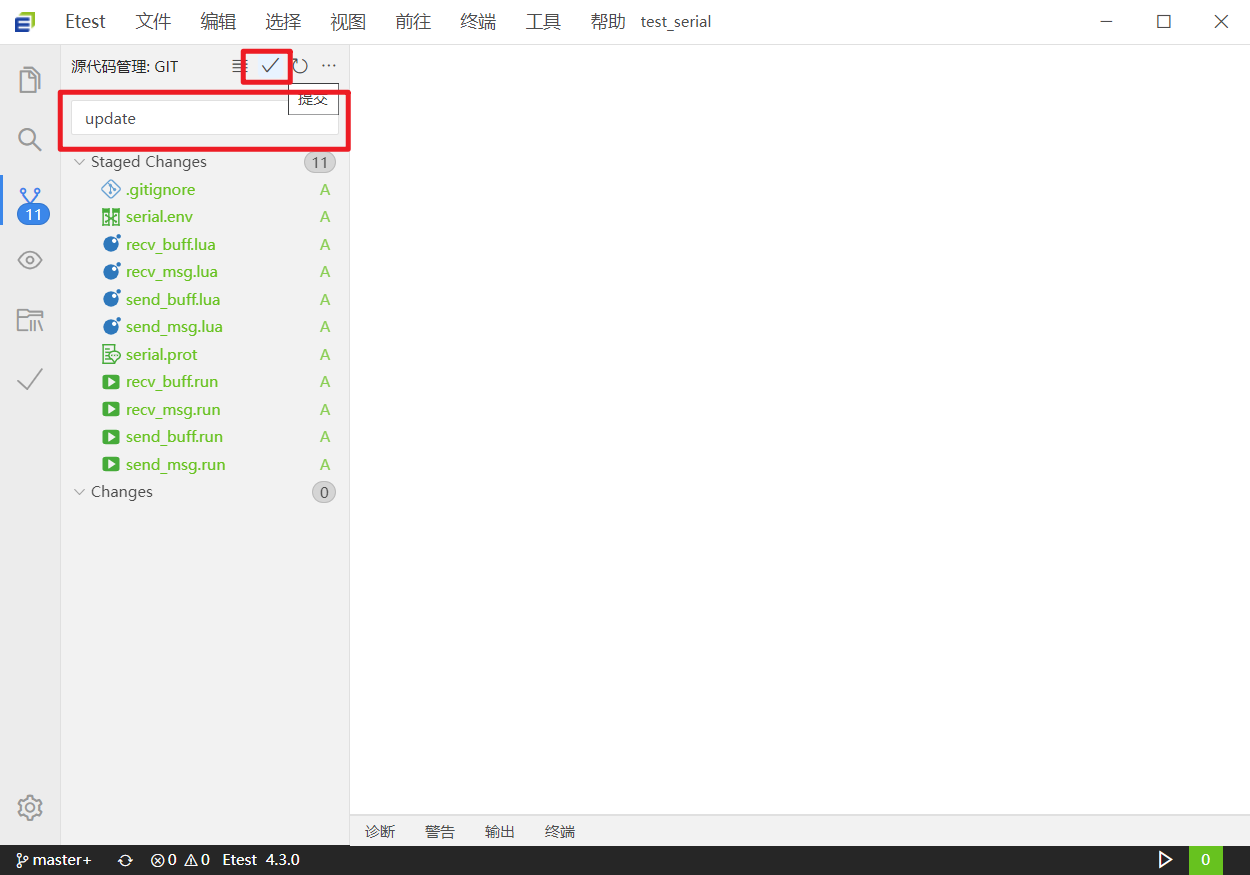 Etest 文件 编辑 选择 视图 前往 终端 工具 帮助 test_serial
源代码管理: GIT
提交
update
Staged Changes 11
.gitignore A
serial.env A
11
recv_buff.lua A
recv_msg.lua A
send_buff.lua A
send_msg.lua A
serial.prot A
recv_buff.run A
recv_msg.run A
send_buff.run A
send_msg.run A
Changes 0
诊断 警告 输出 终端
master+ 0 0 Etest 4.3.0 0